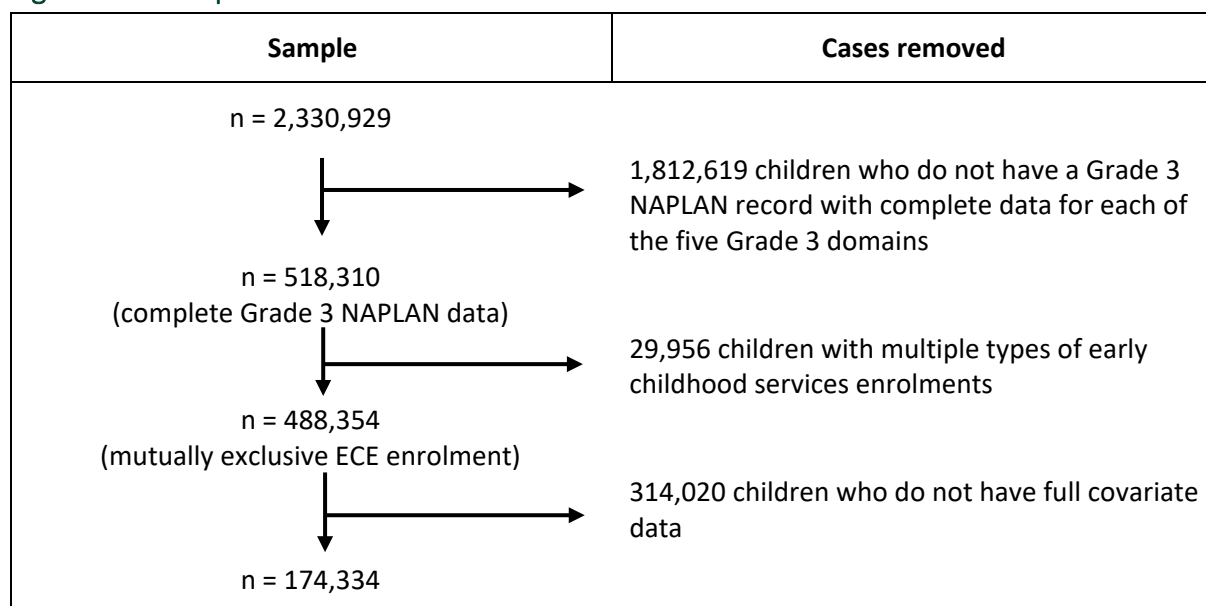 Sample
Cases removed
n = 2,330,929
1,812,619 children who do not have a Grade 3
NAPLAN record with complete data for each of
the five Grade 3 domains
n = 518,310
(complete Grade 3 NAPLAN data)
29,956 children with multiple types of early
childhood services enrolments
n = 488,354
(mutually exclusive ECE enrolment)
314,020 children who do not have full covariate
data
n = 174,334